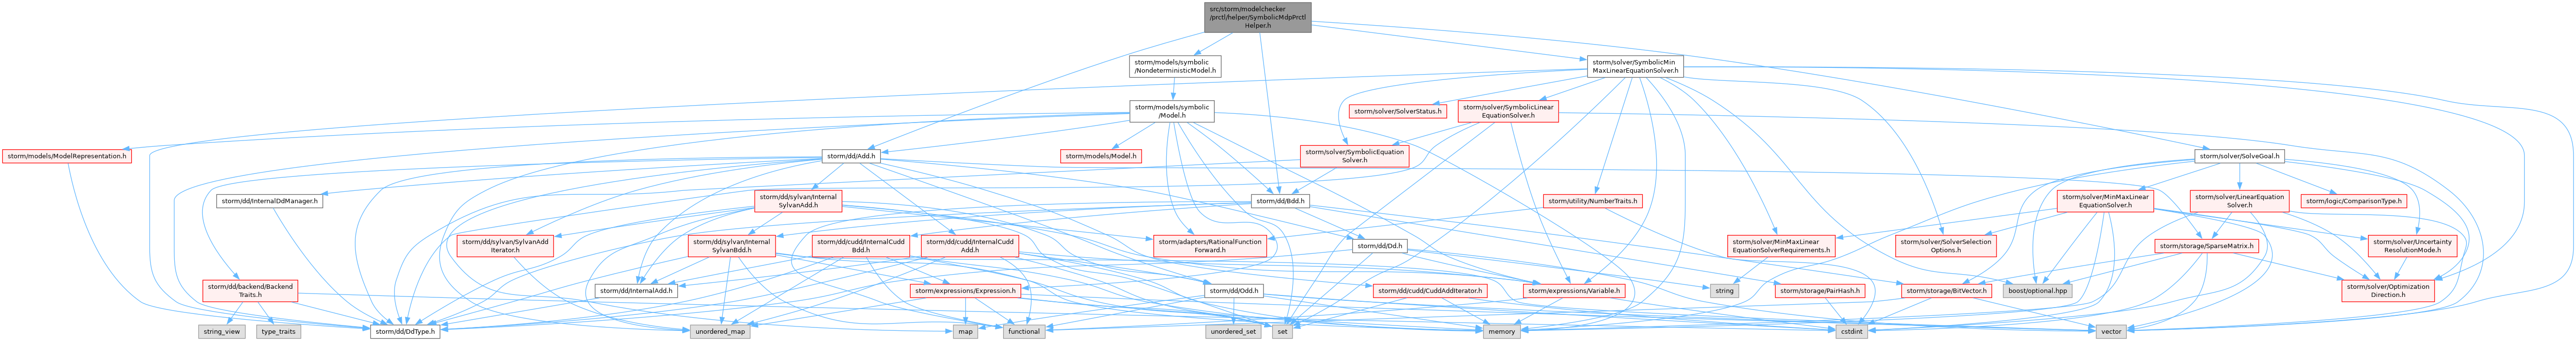 src/storm/modelchecker
/prctl/helper/SymbolicMdpPrctl
Helper.h
storm/models/symbolic
/NondeterministicModel.h
storm/solver/SymbolicMin
MaxLinearEquationSolver.h
storm/models/symbolic
/Model.h
storm/solver/SolverStatus.h
storm/solver/SymbolicLinear
EquationSolver.h
storm/models/ModelRepresentation.h
storm/dd/Add.h
storm/models/Model.h
storm/solver/SymbolicEquation
Solver.h
storm/solver/SolveGoal.h
storm/dd/InternalDdManager.h
storm/dd/sylvan/Internal
SylvanAdd.h
storm/dd/Bdd.h
storm/utility/NumberTraits.h
storm/solver/MinMaxLinear
EquationSolver.h
storm/solver/LinearEquation
Solver.h
storm/logic/ComparisonType.h
storm/dd/sylvan/SylvanAdd
Iterator.h
storm/dd/sylvan/Internal
SylvanBdd.h
storm/dd/cudd/InternalCudd
Bdd.h
storm/dd/cudd/InternalCudd
Add.h
storm/adapters/RationalFunction
Forward.h
storm/dd/Dd.h
storm/solver/MinMaxLinear
EquationSolverRequirements.h
storm/solver/SolverSelection
Options.h
storm/storage/SparseMatrix.h
storm/solver/Uncertainty
ResolutionMode.h
storm/dd/backend/Backend
Traits.h
storm/dd/InternalAdd.h
storm/expressions/Expression.h
storm/dd/Odd.h
storm/dd/cudd/CuddAddIterator.h
storm/expressions/Variable.h
string
storm/storage/PairHash.h
storm/storage/BitVector.h
boost/optional.hpp
storm/solver/Optimization
Direction.h
string_view
type_traits
storm/dd/DdType.h
unordered_map
map
functional
unordered_set
set
memory
cstdint
vector